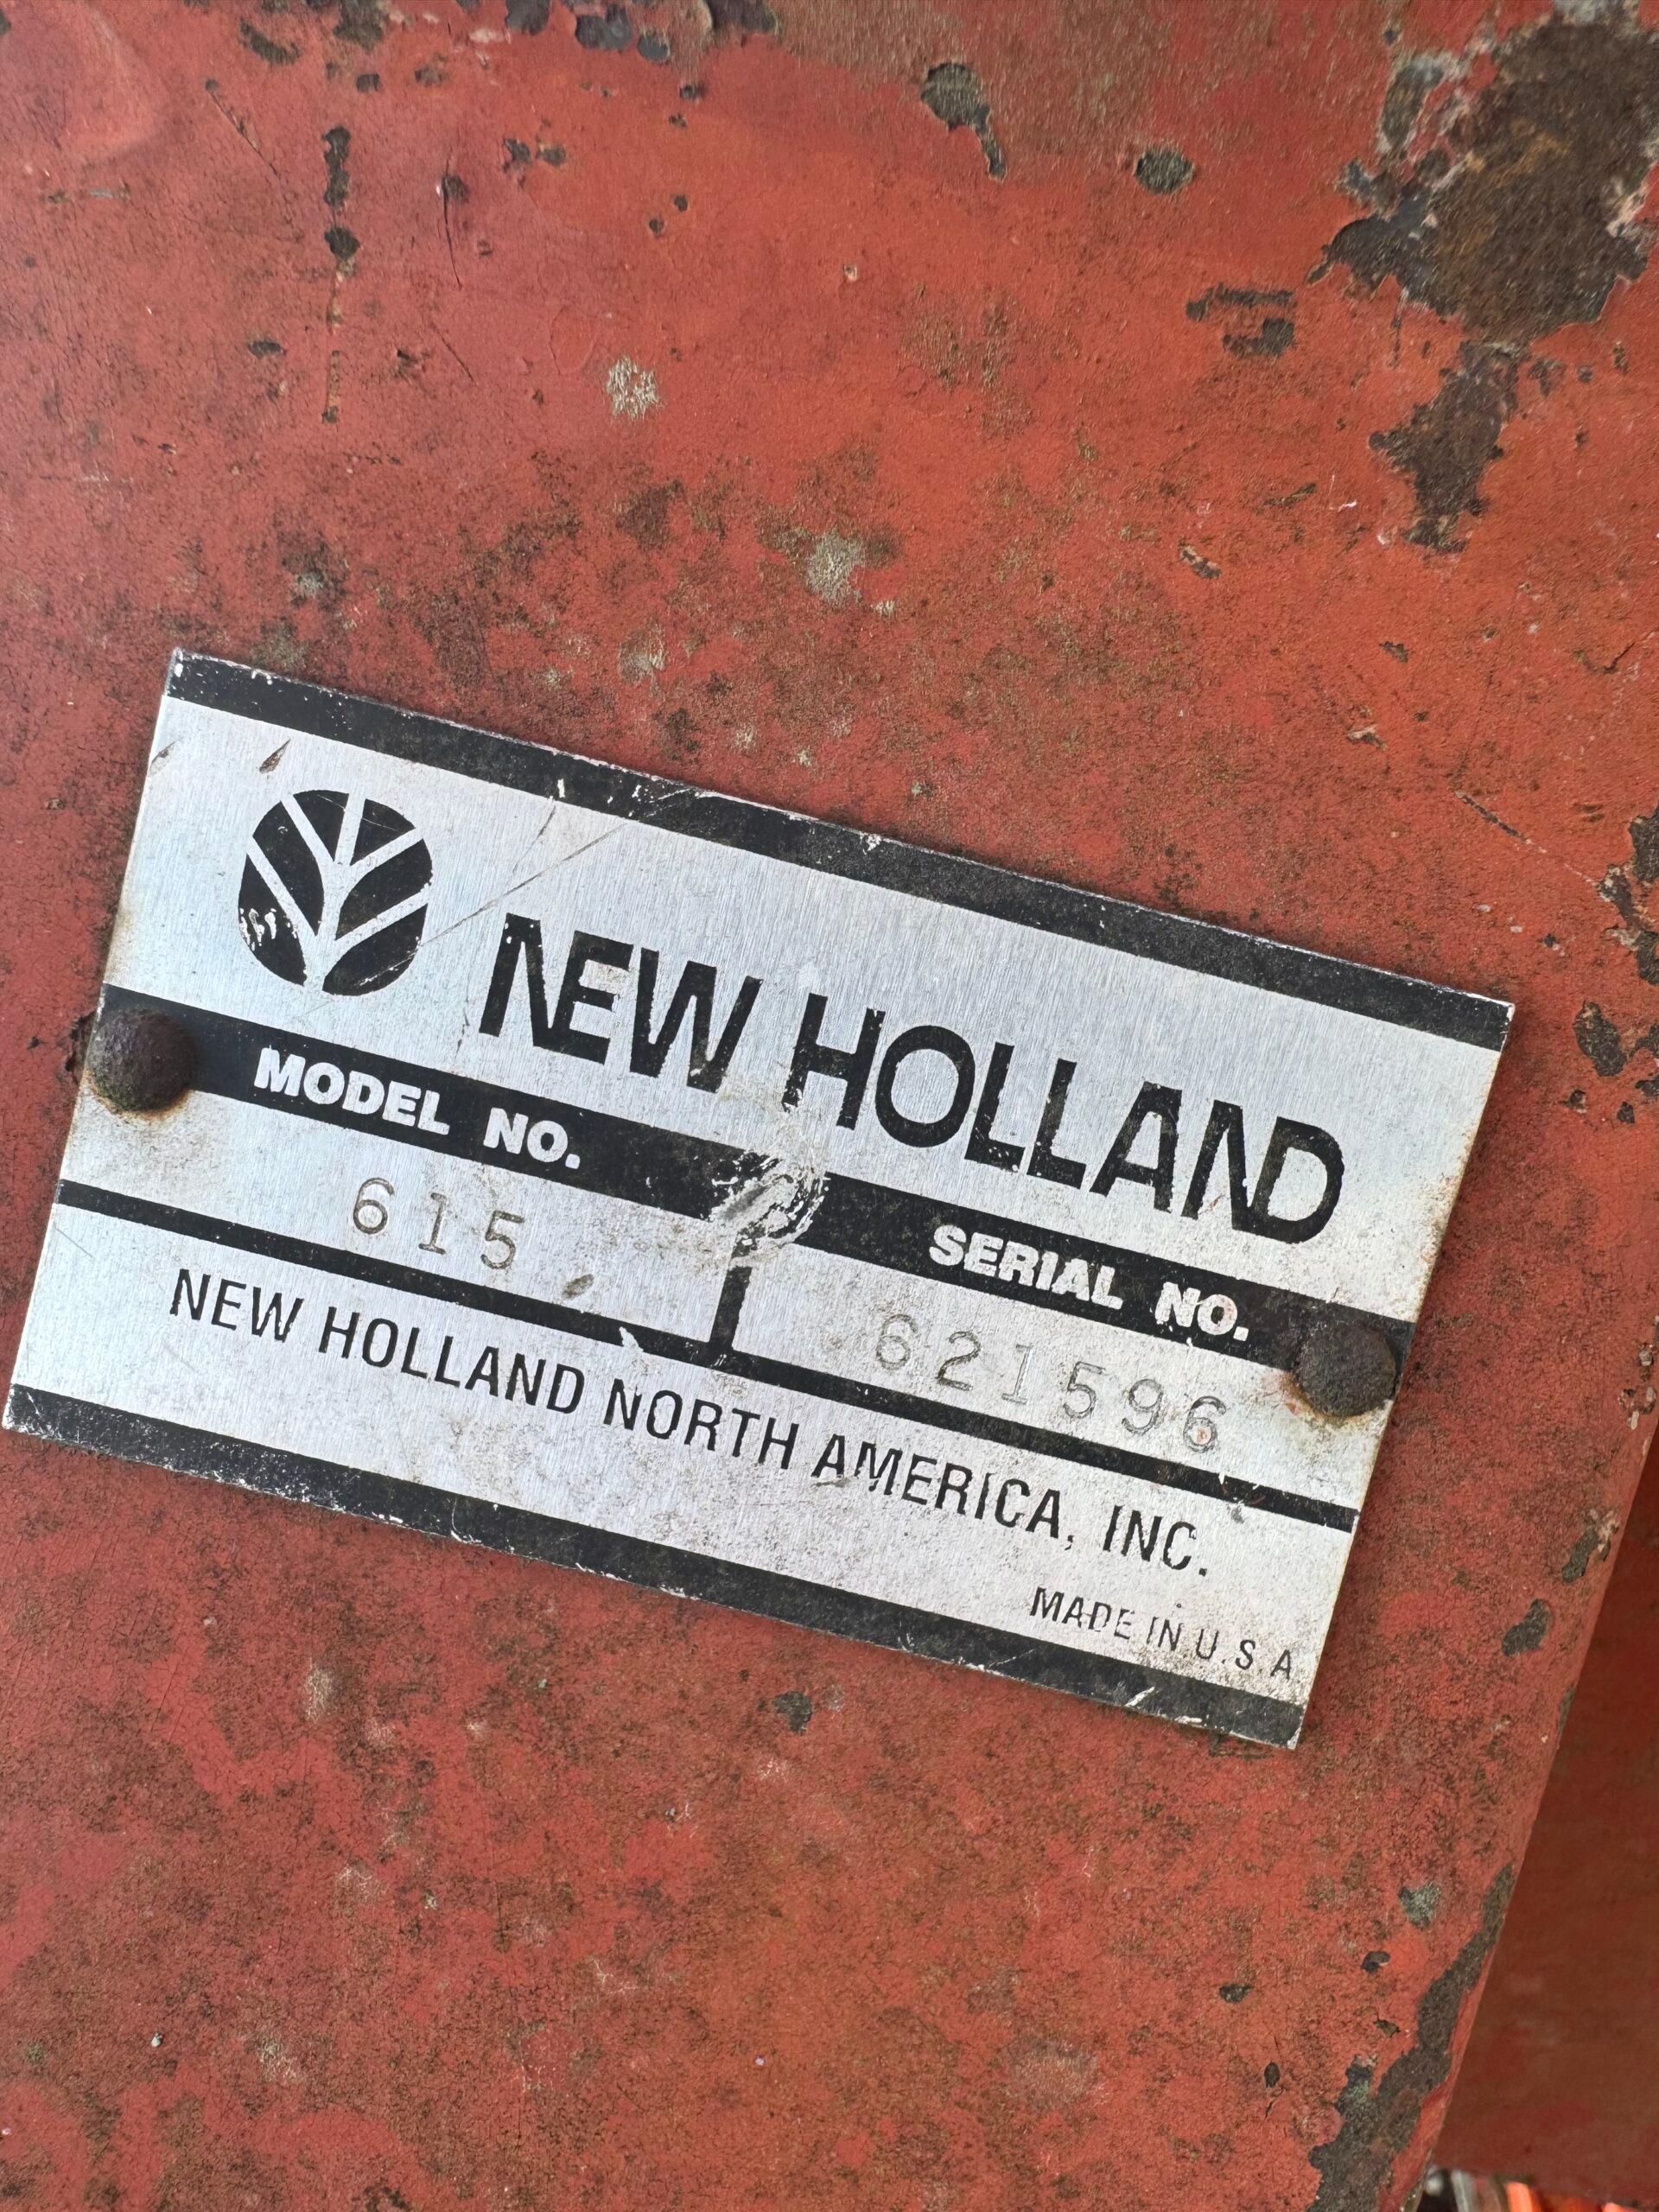 NEW HOLLAND
MODEL NO. SERIAL NO.
615 621596
NEW HOLLAND NORTH AMERICA, INC.
MADE IN U.S.A